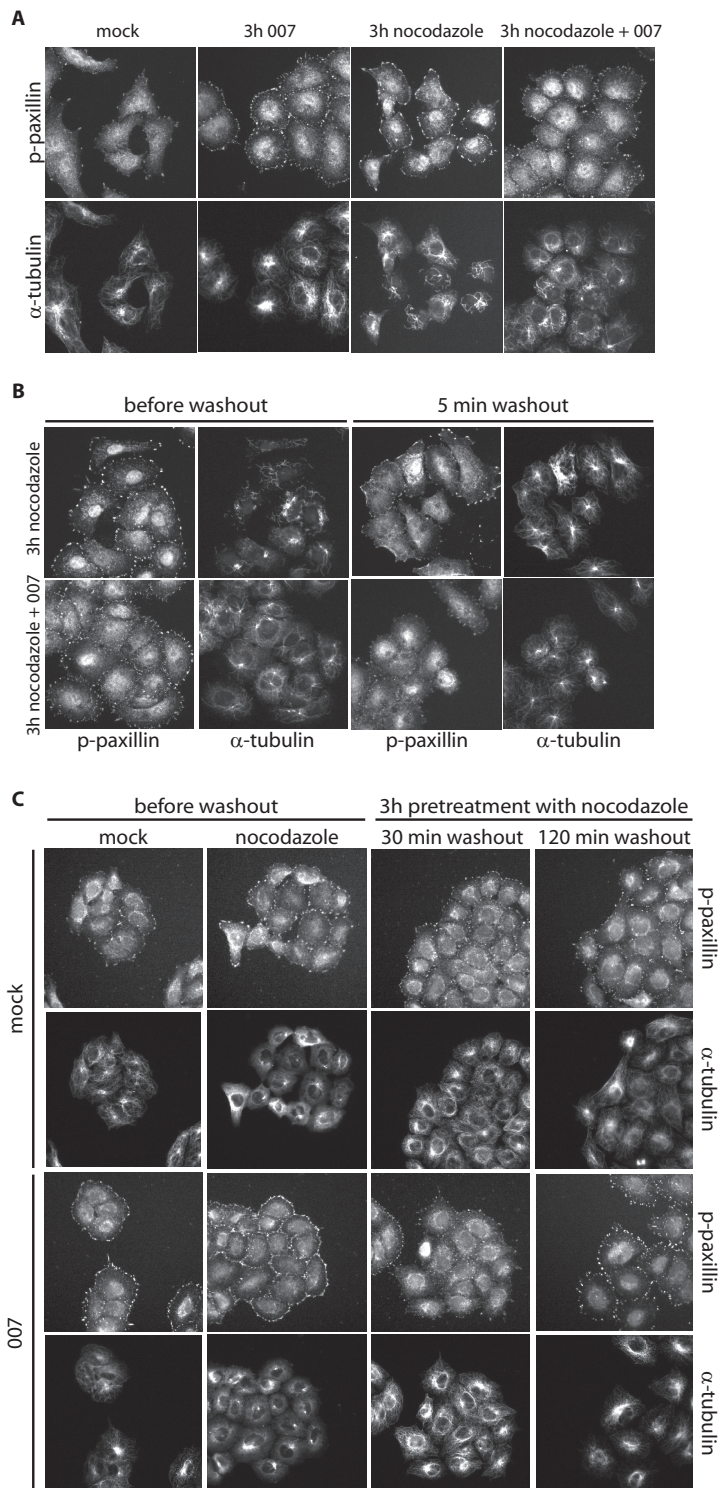 A
mock 3h 007 3h nocodazole 3h nocodazole + 007
p-paxillin
α-tubulin
B
before washout 5 min washout
3h nocodazole
3h nocodazole + 007
p-paxillin α-tubulin p-paxillin α-tubulin
C
before washout 3h pretreatment with nocodazole
mock nocodazole 30 min washout 120 min washout
mock
p-paxillin
α-tubulin
007
p-paxillin
α-tubulin